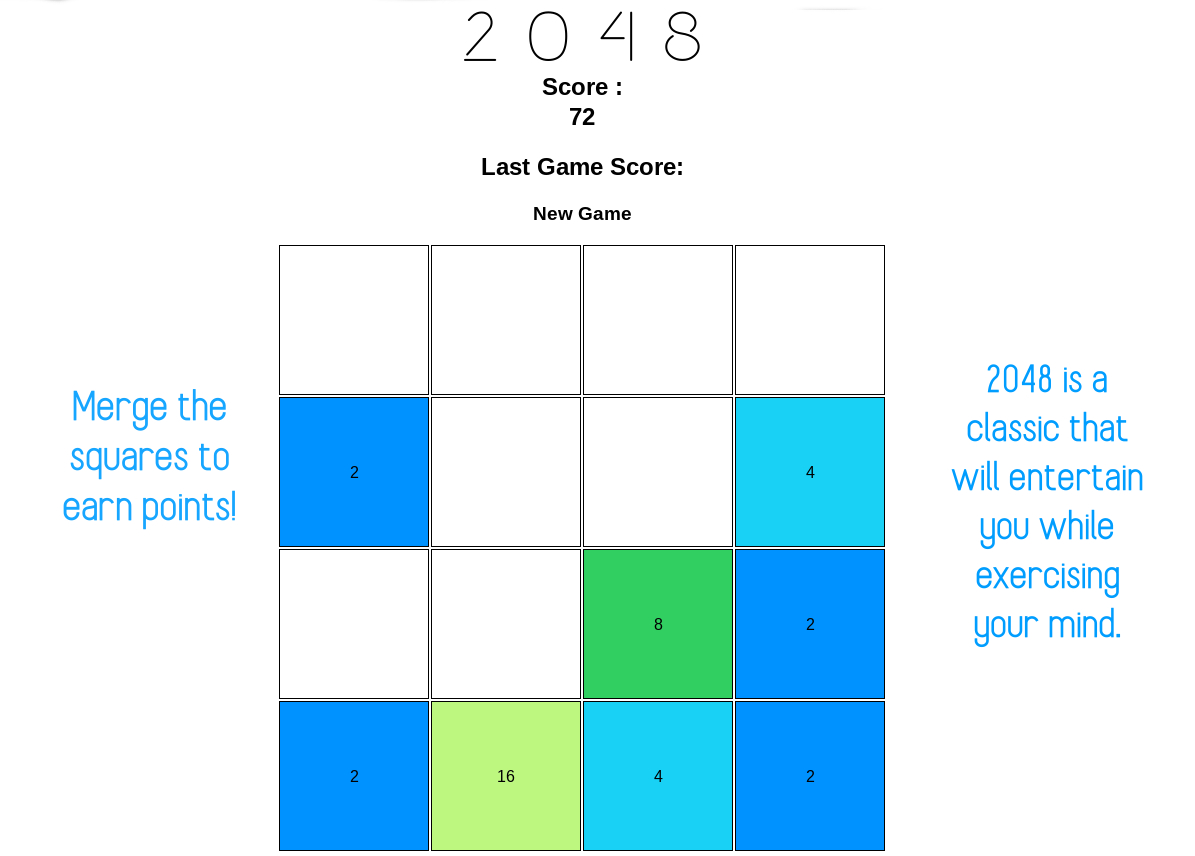 2048
Score :
72
Last Game Score:
New Game
Merge the
squares to
earn points!
2 4
8 2
2 16 4 2
2048 is a
classic that
will entertain
you while
exercising
your mind.